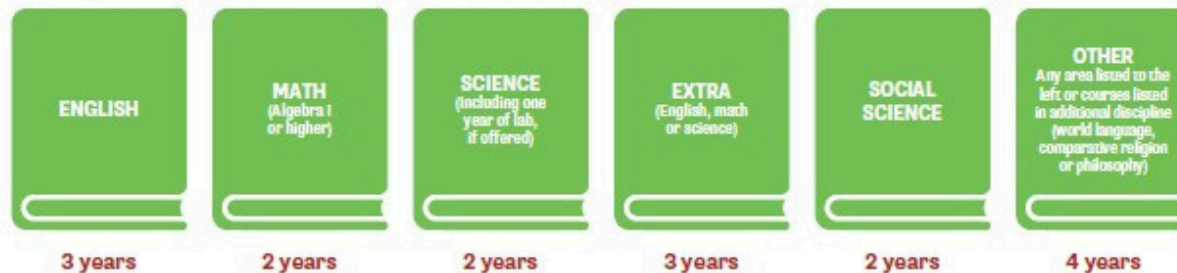 ENGLISH
3 years
MATH
(Algebra I
or higher)
2 years
SCIENCE
(Including one
year of lab,
if offered)
2 years
EXTRA
(English, math
or science)
3 years
SOCIAL
SCIENCE
2 years
OTHER
Any area listed to the
left or courses listed
in additional discipline
(world language,
comparative religion
or philosophy)
4 years